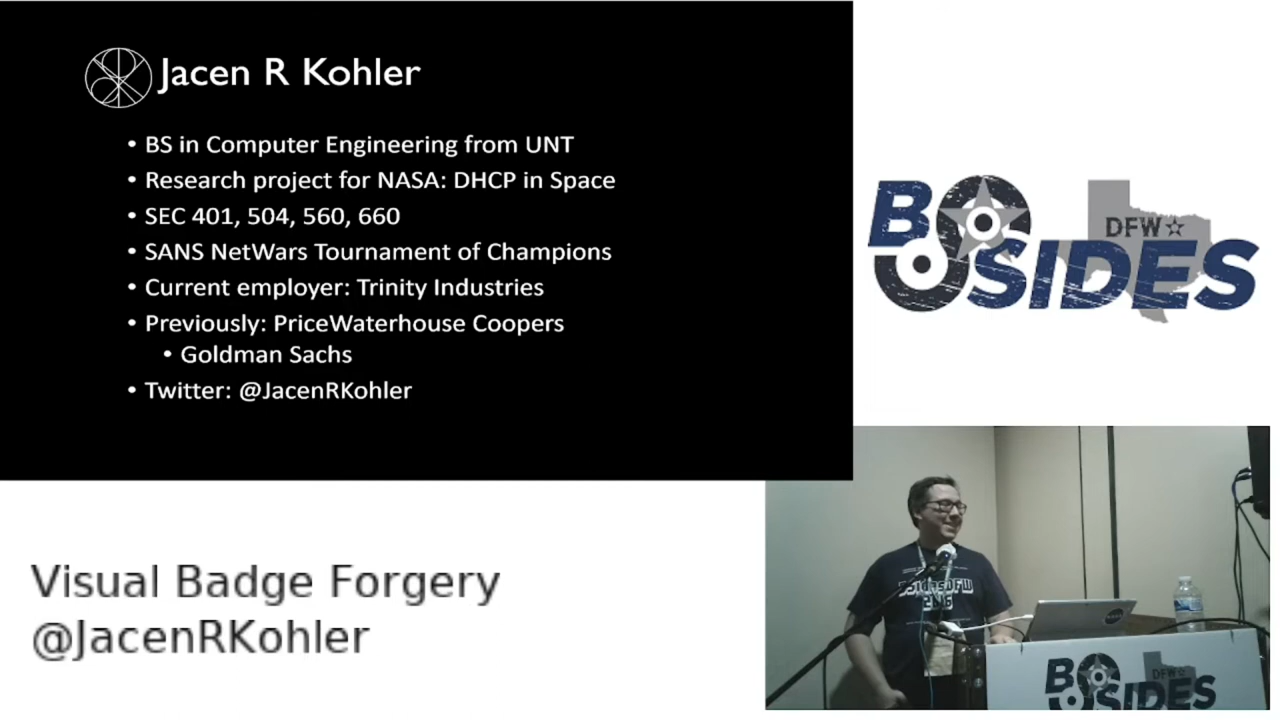 Jacen R Kohler
• BS in Computer Engineering from UNT
• Research project for NASA: DHCP in Space
• SEC 401, 504, 560, 660
• SANS NetWars Tournament of Champions
• Current employer: Trinity Industries
• Previously: PriceWaterhouse Coopers
• Goldman Sachs
• Twitter: @JacenRKohler
BSIDES
DFW
Visual Badge Forgery
@JacenRKohler
BSIDESDFW
2016
BSIDES
DFW